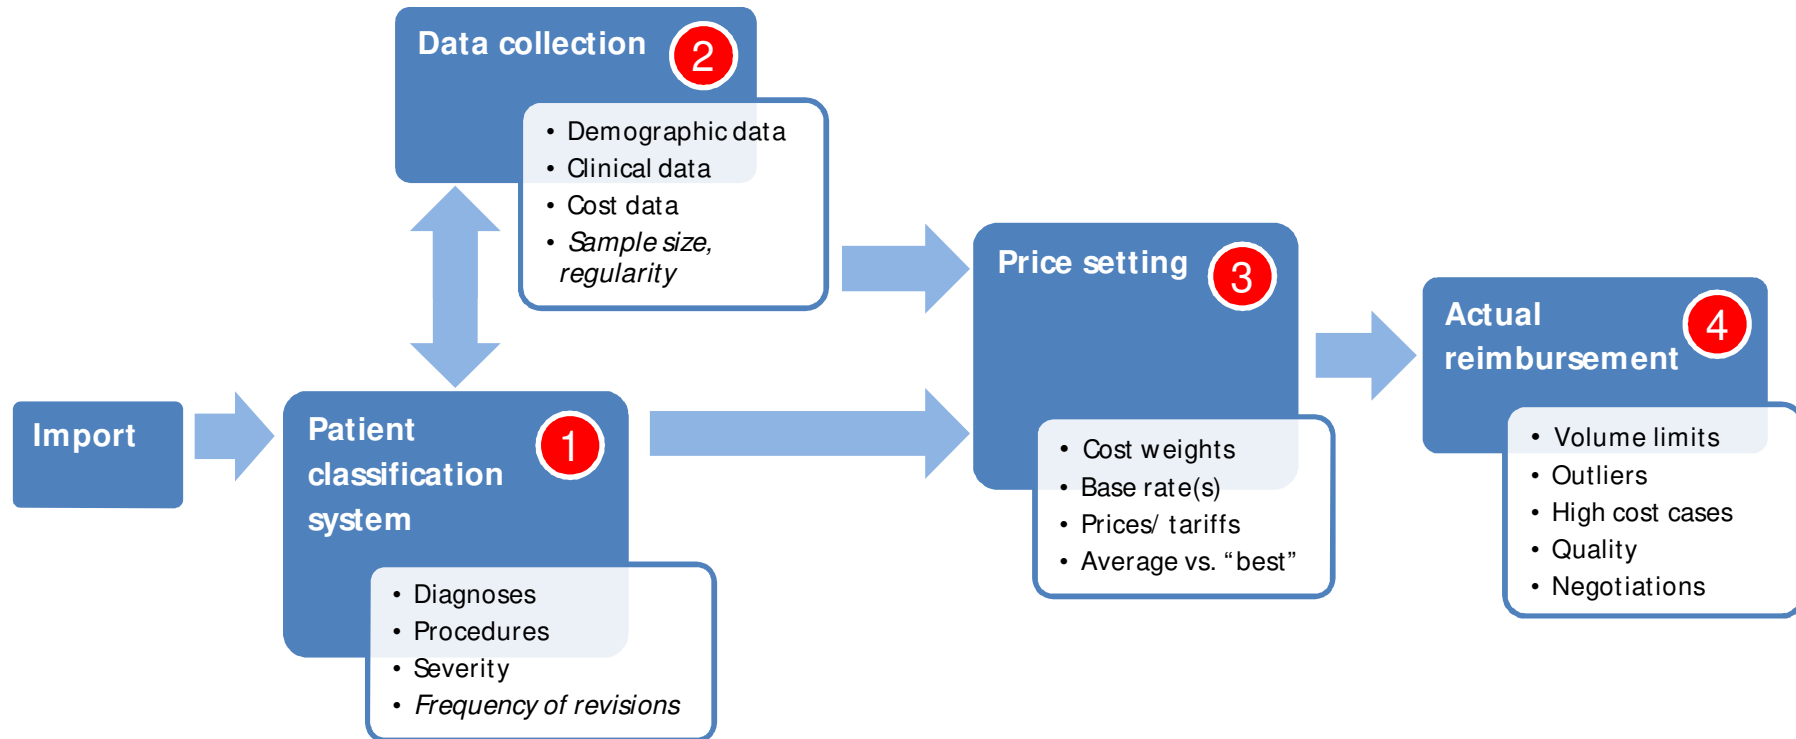 Import
Patient
classification
system
1
• Diagnoses
• Procedures
• Severity
• Frequency of revisions
Data collection
2
• Demographic data
• Clinical data
• Cost data
• Sample size,
regularity
Price setting
3
• Cost weights
• Base rate(s)
• Prices/ tariffs
• Average vs. “best”
Actual
reimbursement
4
• Volume limits
• Outliers
• High cost cases
• Quality
• Negotiations